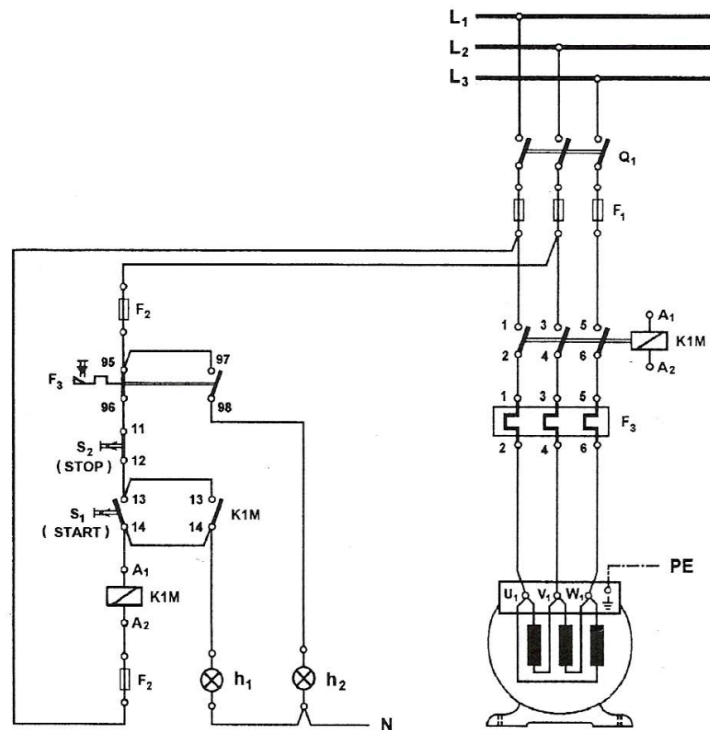 L1
L2
L3
Q1
F1
F2
1 3 5 A1
K1M
2 4 6 A2
95 97
F3
96 98
1 3 5
F3
2 4 6
11
S2
(STOP) 12
13 13
S1 K1M
(START) 14 14
A1
K1M
A2
PE
U1 V1 W1
F2 h1 h2
N